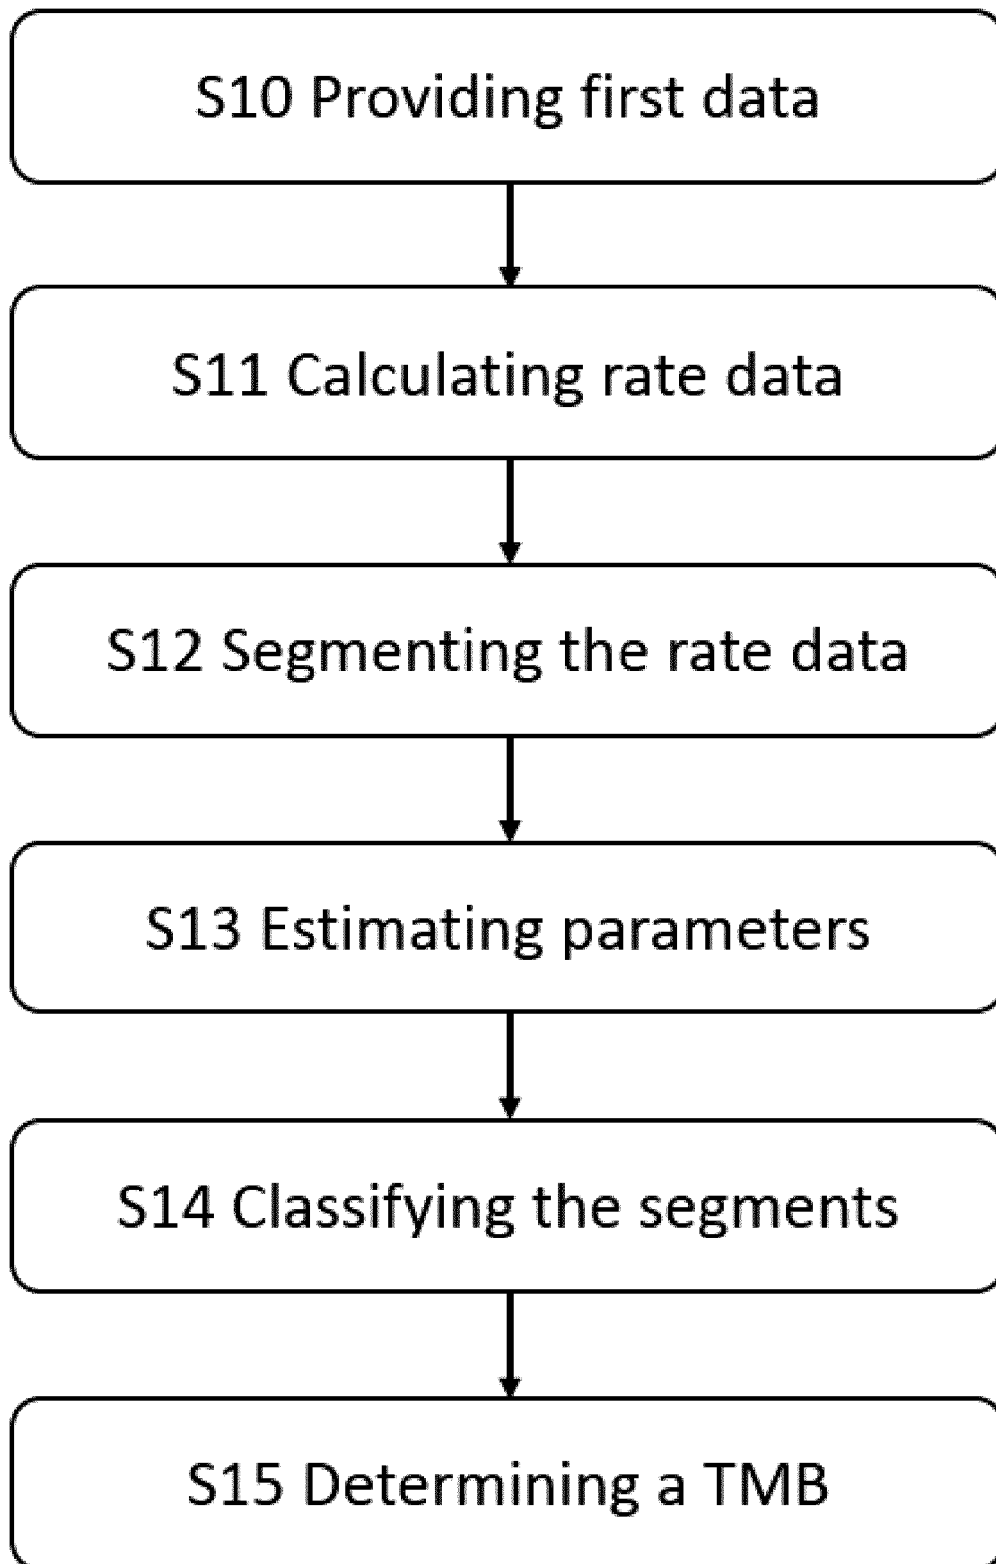 S10 Providing first data
S11 Calculating rate data
S12 Segmenting the rate data
S13 Estimating parameters
S14 Classifying the segments
S15 Determining a TMB